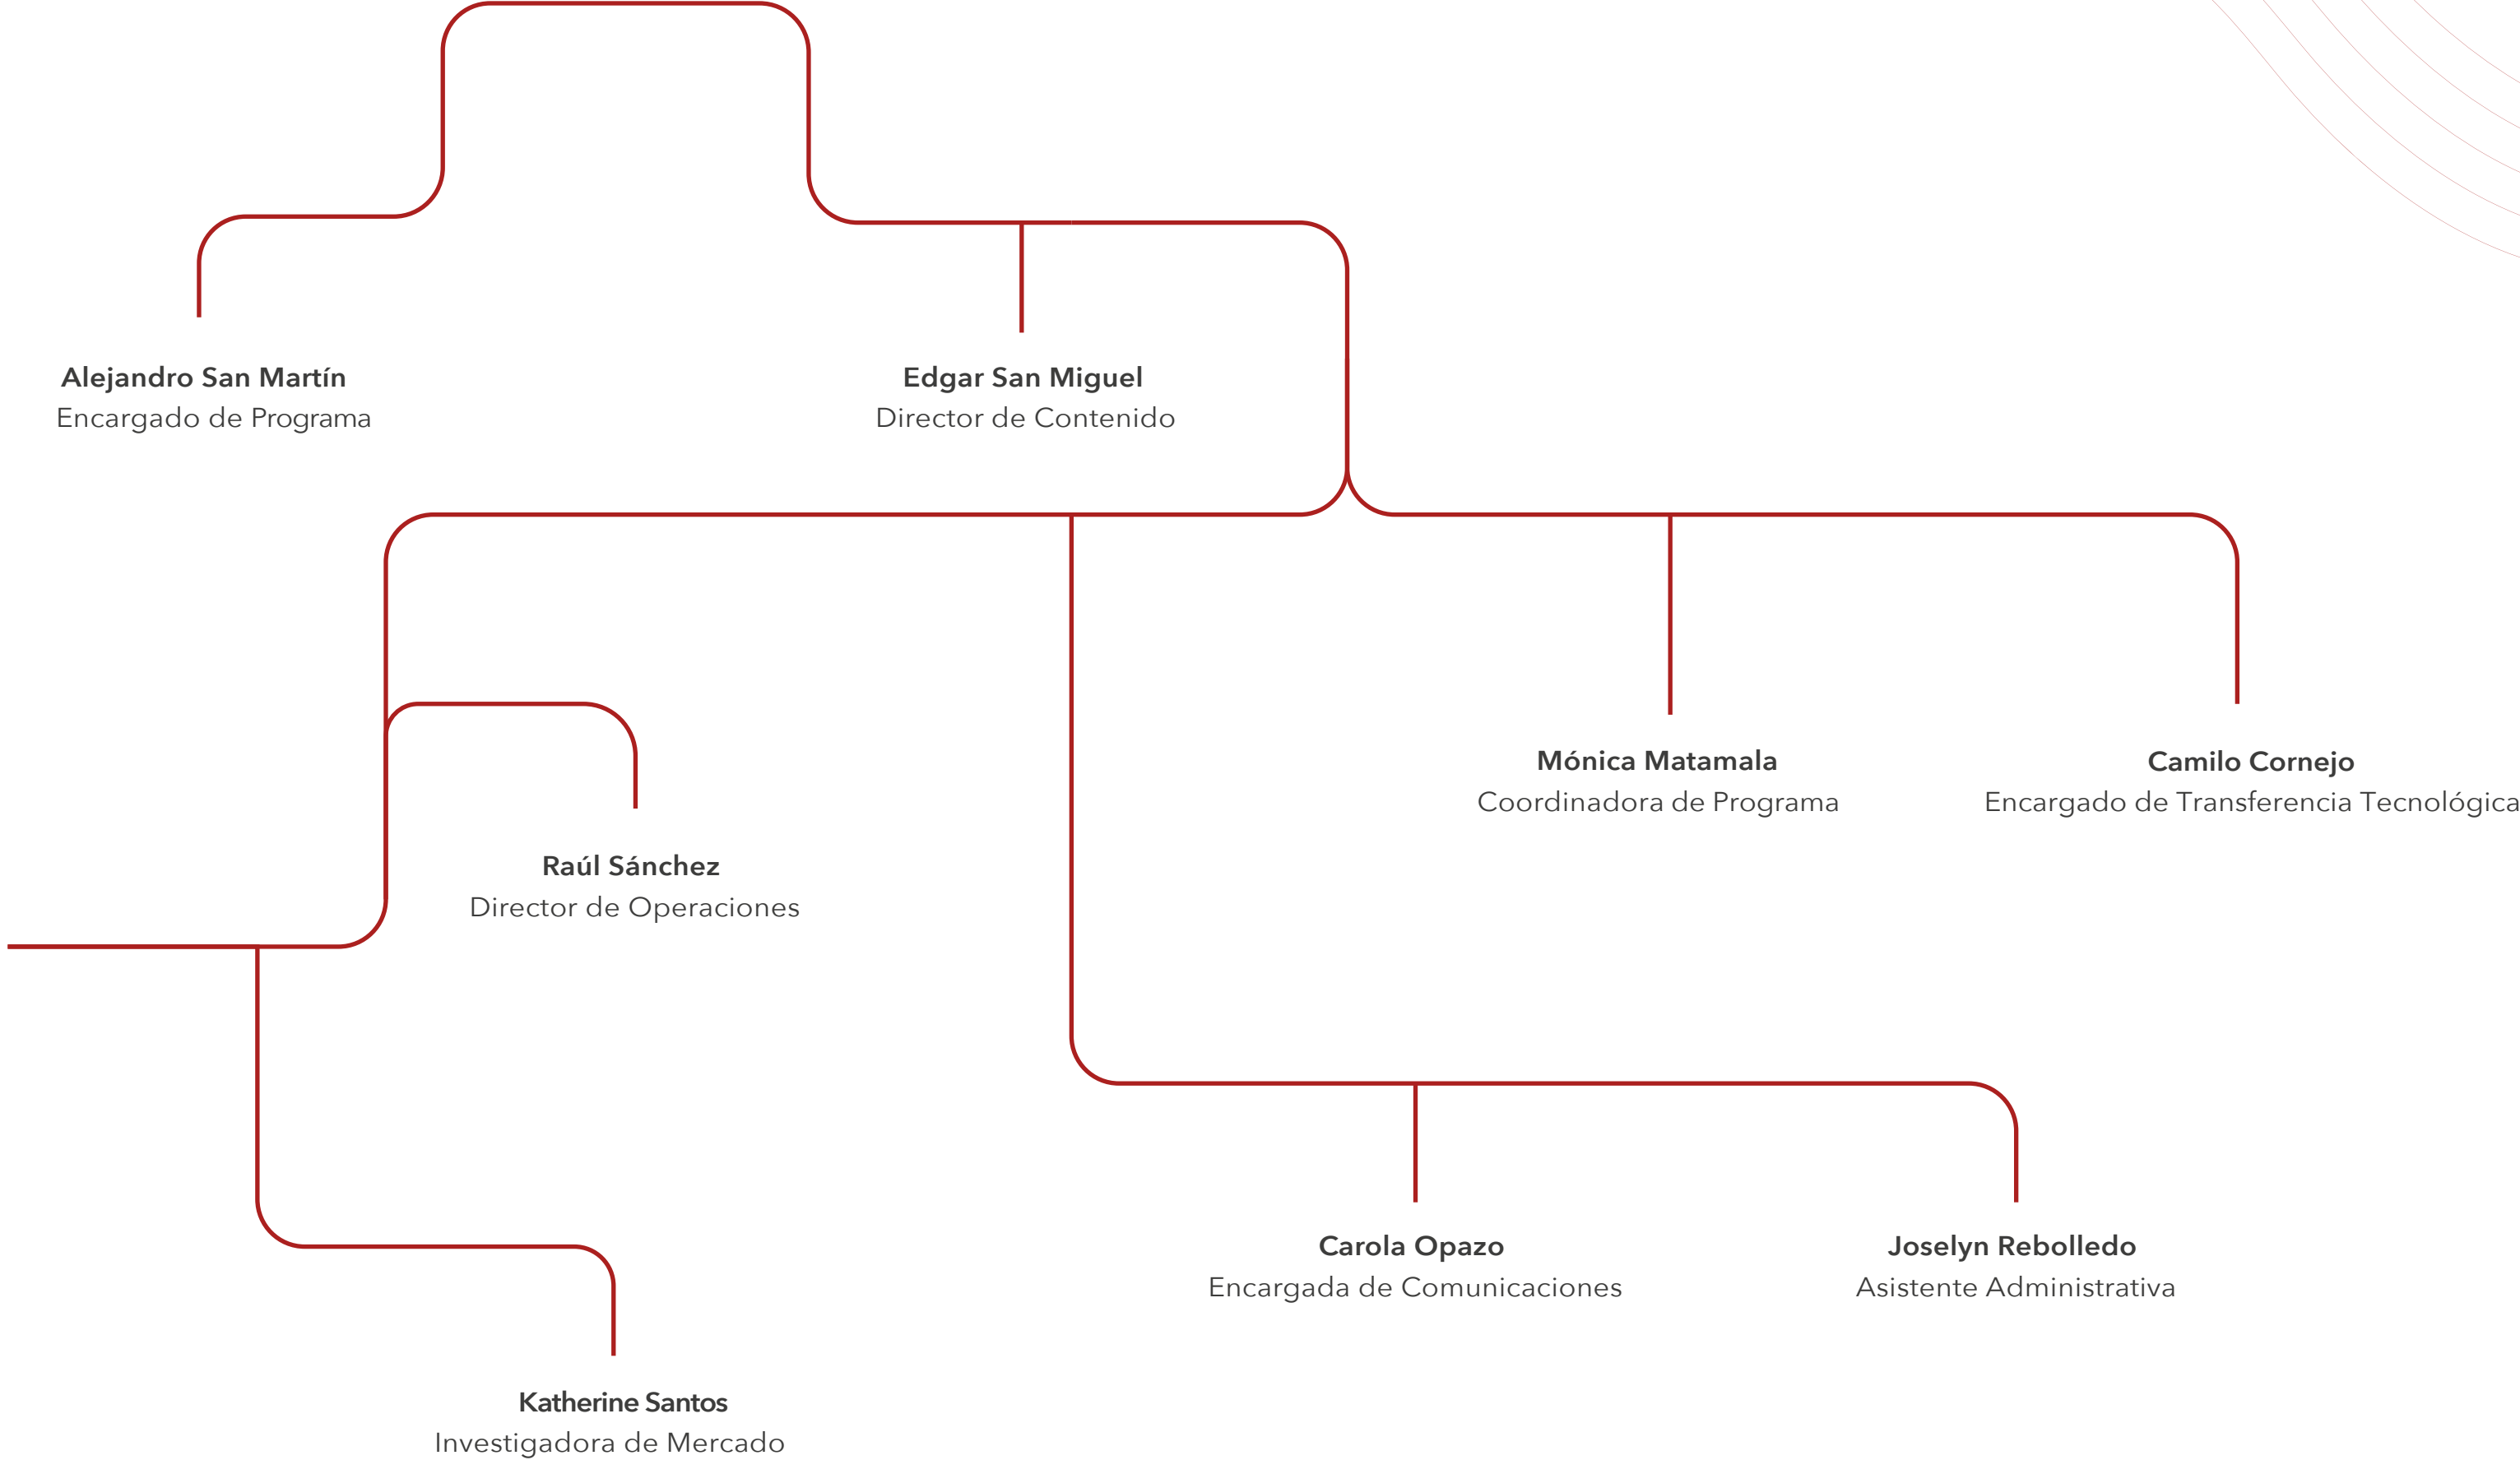 Alejandro San Martín
Encargado de Programa
Edgar San Miguel
Director de Contenido
Mónica Matamala
Coordinadora de Programa
Camilo Cornejo
Encargado de Transferencia Tecnológica
Raúl Sánchez
Director de Operaciones
Carola Opazo
Encargada de Comunicaciones
Joselyn Rebolledo
Asistente Administrativa
Katherine Santos
Investigadora de Mercado